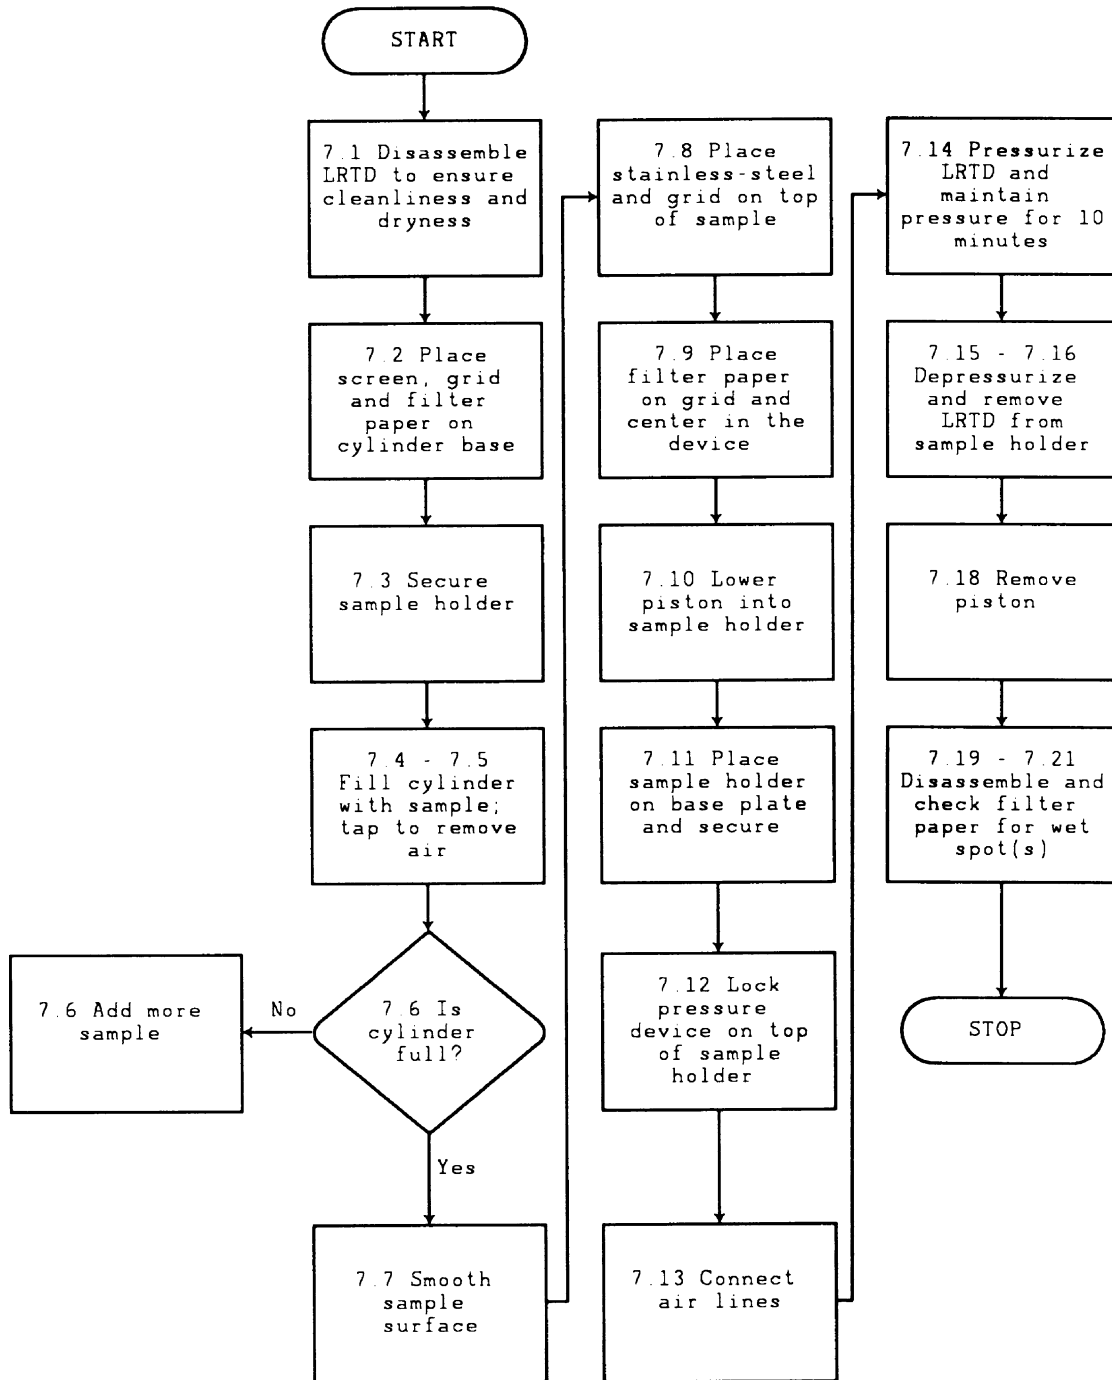 START
7.1 Disassemble
LRTD to ensure
cleanliness and
dryness
7.2 Place
screen, grid
and filter
paper on
cylinder base
7.3 Secure
sample holder
7.4 - 7.5
Fill cylinder
with sample;
tap to remove
air
7.6 Is
cylinder
full?
No
7.6 Add more
sample
Yes
7.7 Smooth
sample
surface
7.8 Place
stainless-steel
and grid on top
of sample
7.9 Place
filter paper
on grid and
center in the
device
7.10 Lower
piston into
sample holder
7.11 Place
sample holder
on base plate
and secure
7.12 Lock
pressure
device on top
of sample
holder
7.13 Connect
air lines
7.14 Pressurize
LRTD and
maintain
pressure for 10
minutes
7.15 - 7.16
Depressurize
and remove
LRTD from
sample holder
7.18 Remove
piston
7.19 - 7.21
Disassemble and
check filter
paper for wet
spot(s)
STOP